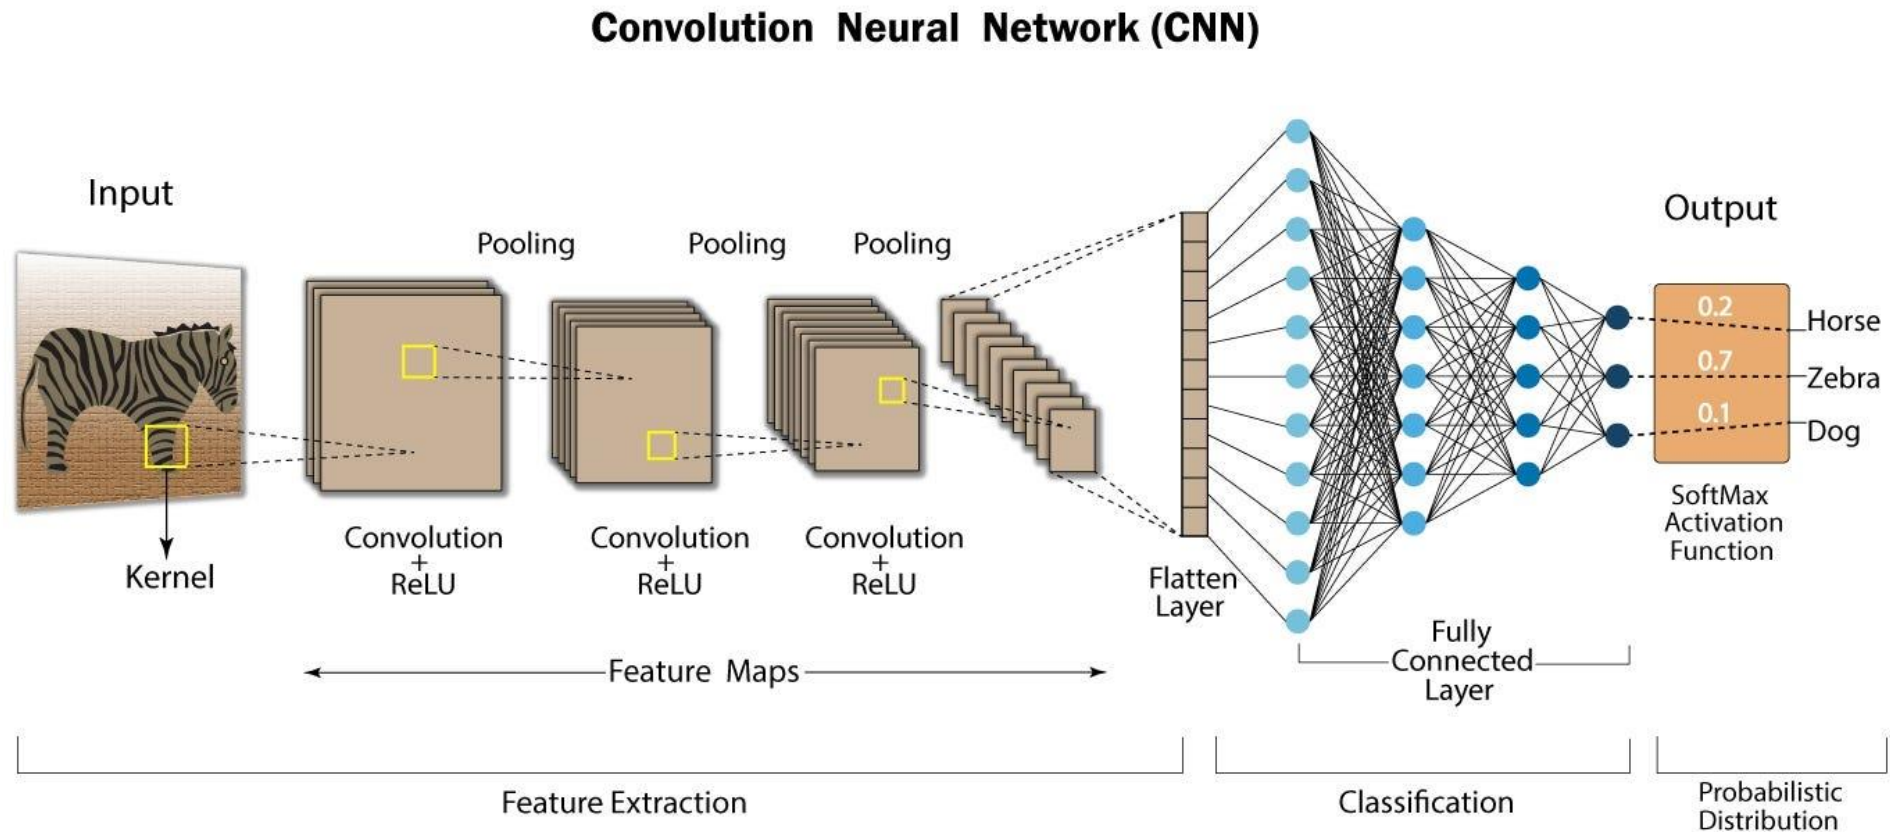 Convolution Neural Network (CNN)
Input
Pooling
Pooling
Pooling
Output
0.2
Horse
0.7
Zebra
0.1
Dog
SoftMax
Activation
Function
Kernel
Convolution
+
ReLU
Convolution
+
ReLU
Convolution
+
ReLU
Flatten
Layer
Fully
Connected
Layer
Feature Maps
Feature Extraction
Classification
Probabilistic
Distribution